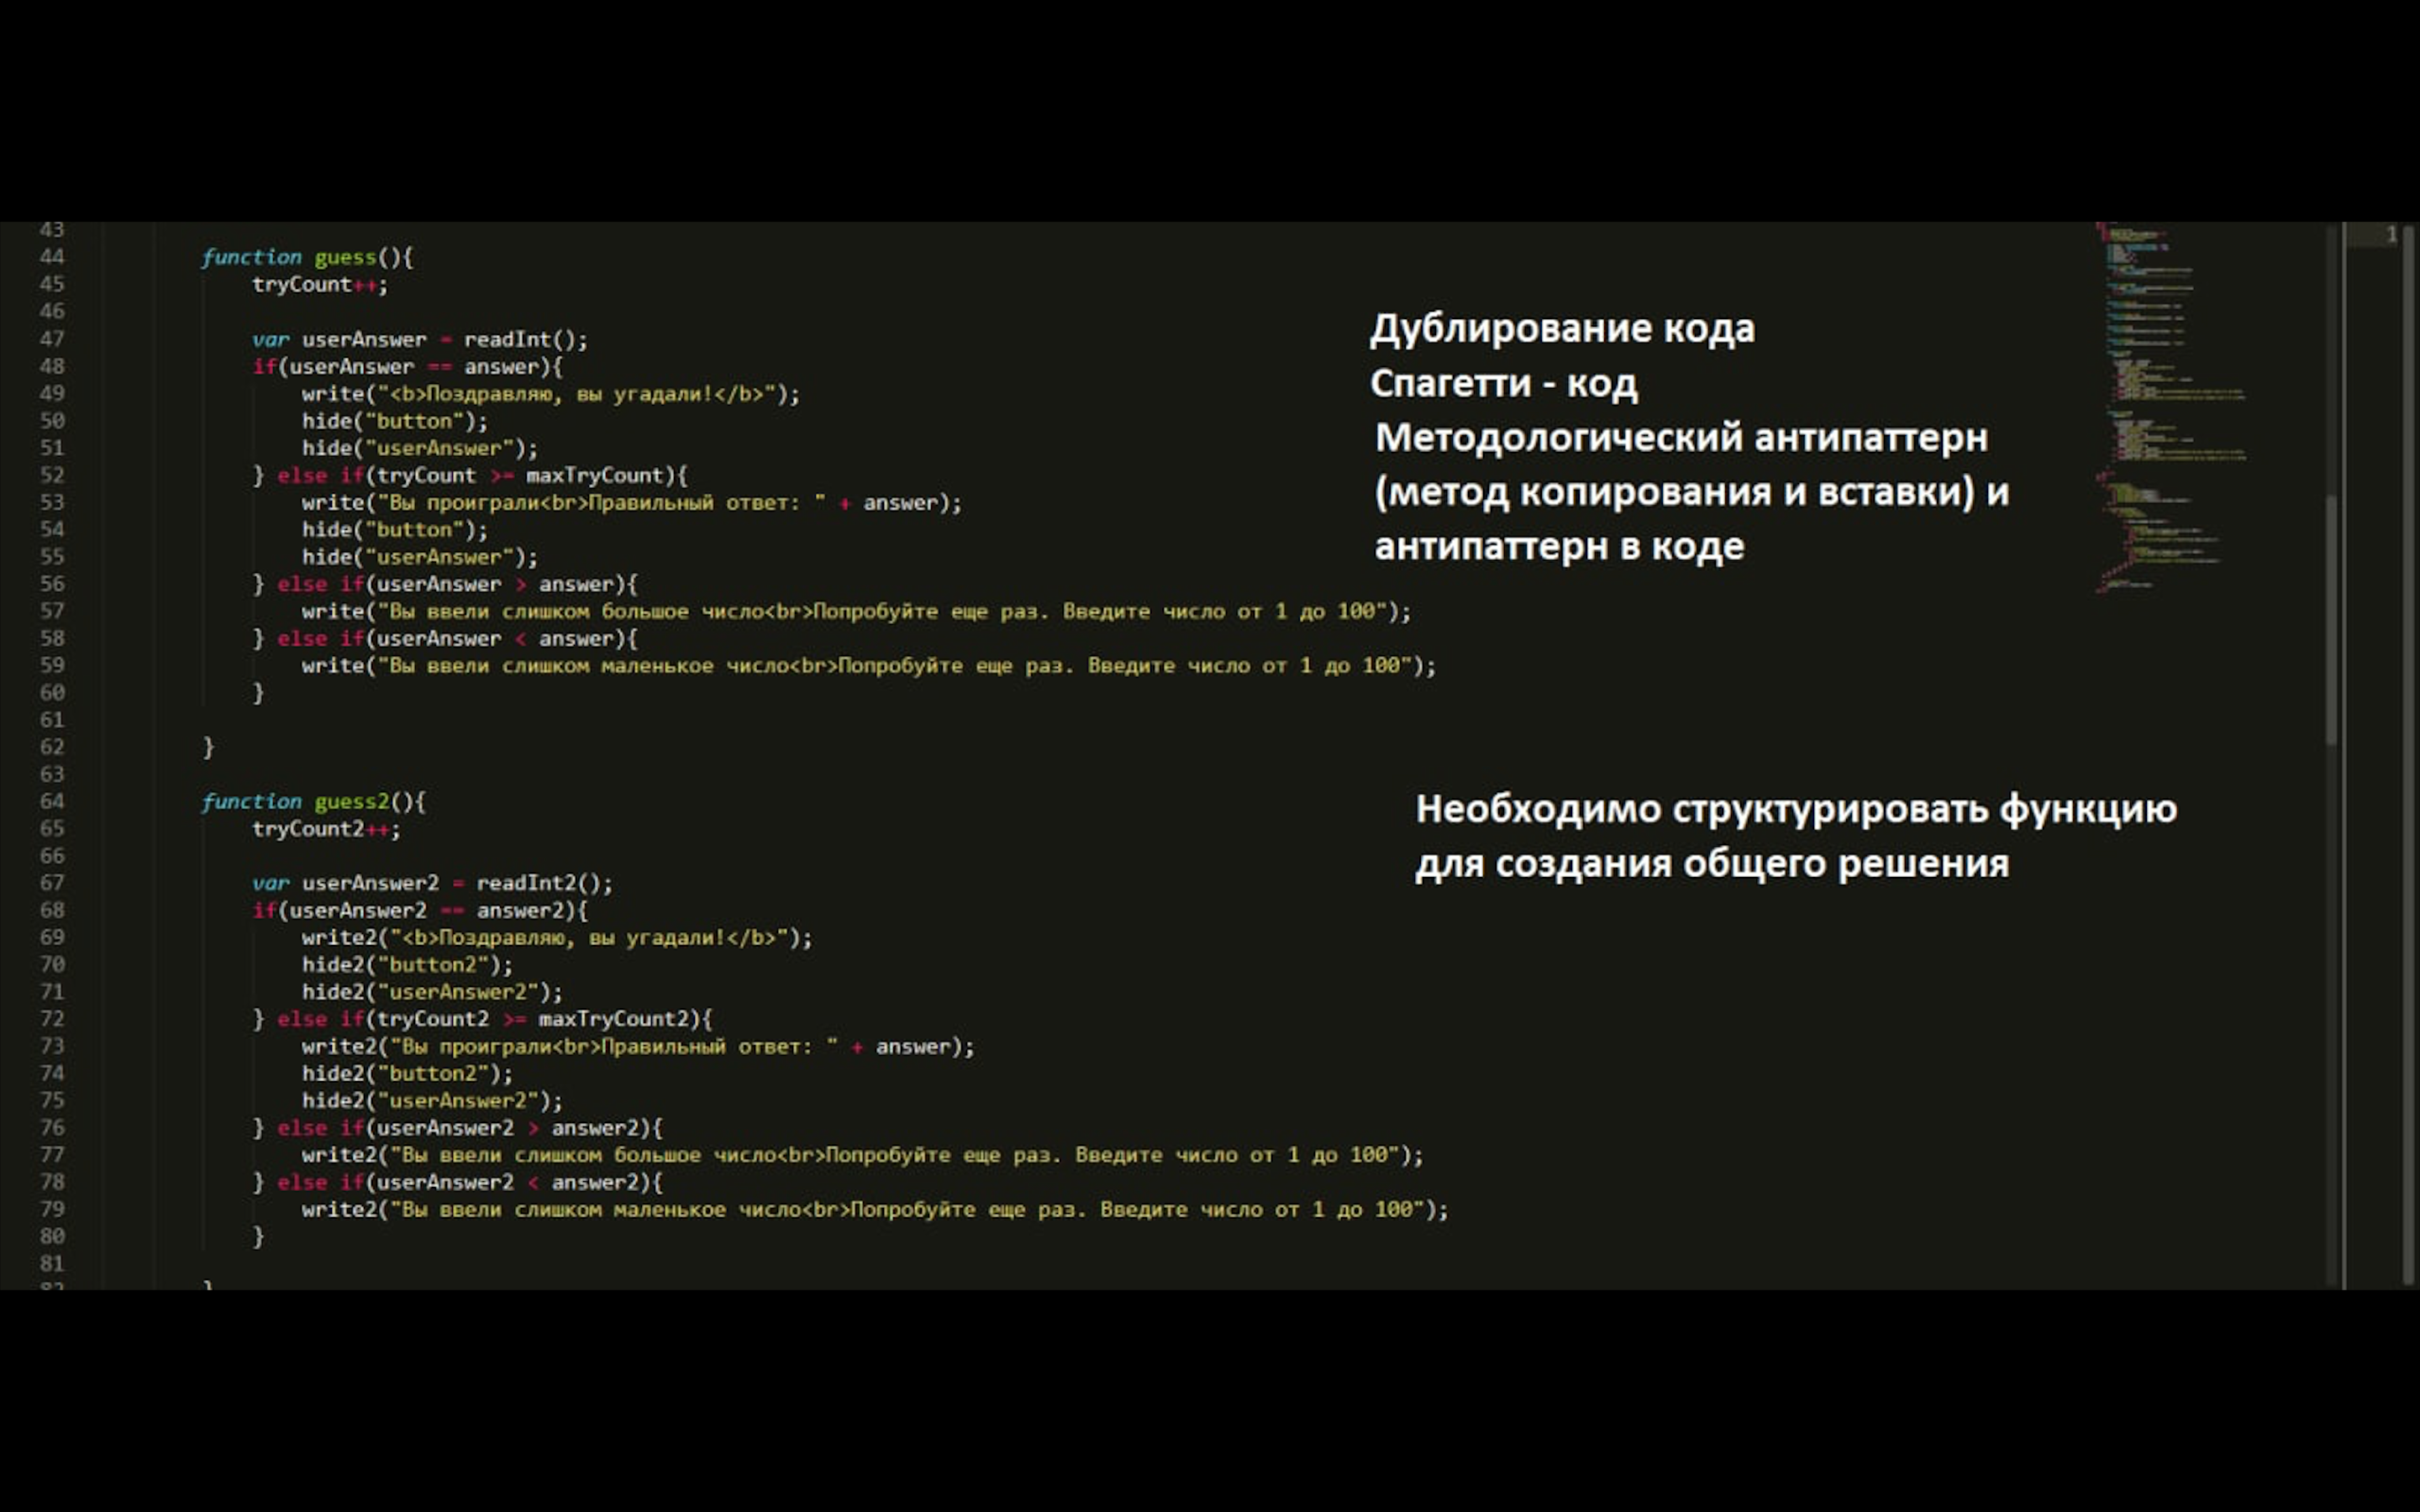 43
44 function guess(){
45 tryCount++;
46
47 var userAnswer = readInt();
48 if(userAnswer == answer){
49 write("<b>Поздравляю, вы угадали!</b>");
50 hide("button");
51 hide("userAnswer");
52 } else if(tryCount >= maxTryCount){
53 write("Вы проиграли<br>Правильный ответ: " + answer);
54 hide("button");
55 hide("userAnswer");
56 } else if(userAnswer > answer){
57 write("Вы ввели слишком большое число<br>Попробуйте еще раз. Введите число от 1 до 100");
58 } else if(userAnswer < answer){
59 write("Вы ввели слишком маленькое число<br>Попробуйте еще раз. Введите число от 1 до 100");
60 }
61
62 }
63
64 function guess2(){
65 tryCount2++;
66
67 var userAnswer2 = readInt2();
68 if(userAnswer2 == answer2){
69 write2("<b>Поздравляю, вы угадали!</b>");
70 hide2("button2");
71 hide2("userAnswer2");
72 } else if(tryCount2 >= maxTryCount2){
73 write2("Вы проиграли<br>Правильный ответ: " + answer);
74 hide2("button2");
75 hide2("userAnswer2");
76 } else if(userAnswer2 > answer2){
77 write2("Вы ввели слишком большое число<br>Попробуйте еще раз. Введите число от 1 до 100");
78 } else if(userAnswer2 < answer2){
79 write2("Вы ввели слишком маленькое число<br>Попробуйте еще раз. Введите число от 1 до 100");
80 }
81
82 }
Дублирование кода
Спагетти - код
Методологический антипаттерн
(метод копирования и вставки) и
антипаттерн в коде
Необходимо структурировать функцию
для создания общего решения
1